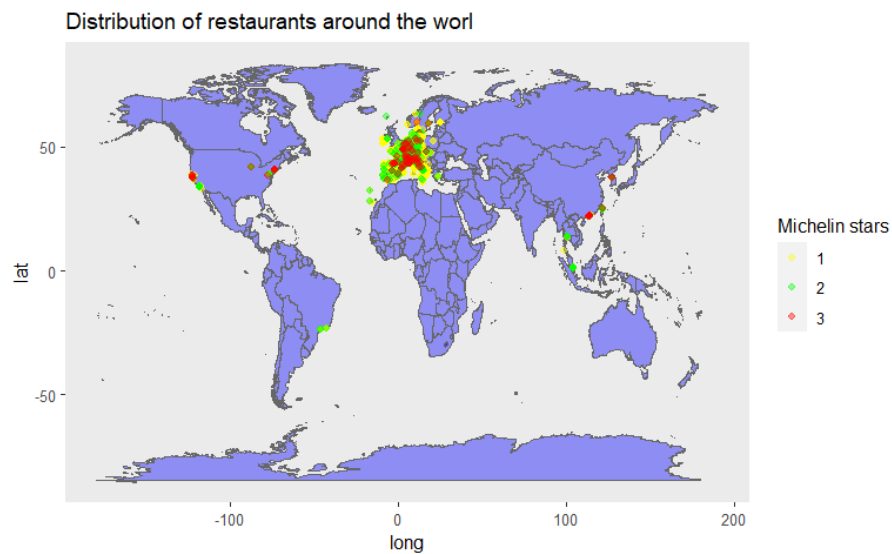 Distribution of restaurants around the worl
lat
50
0
-50
-100
0
100
200
long
Michelin stars
1
2
3